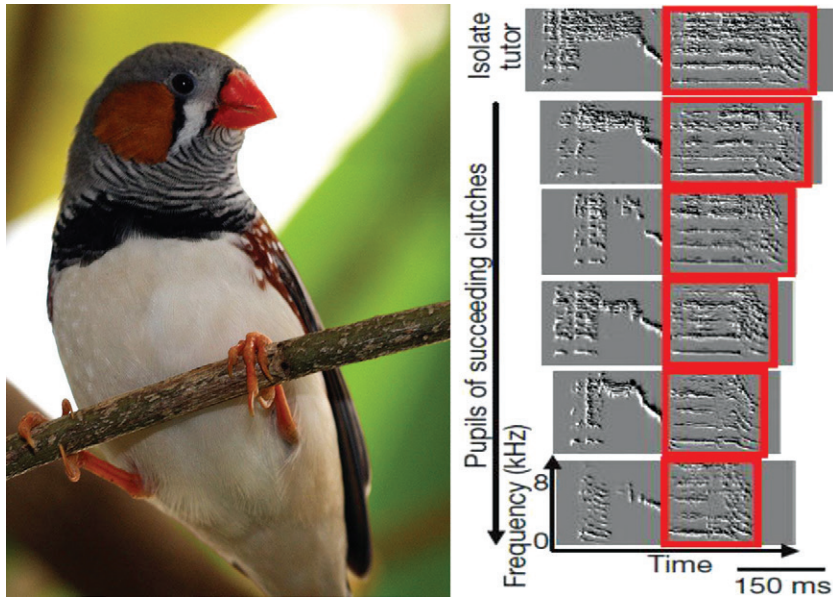 Isolate
tutor
Pupils of succeeding clutches
Frequency (kHz)
8
0
Time
150 ms